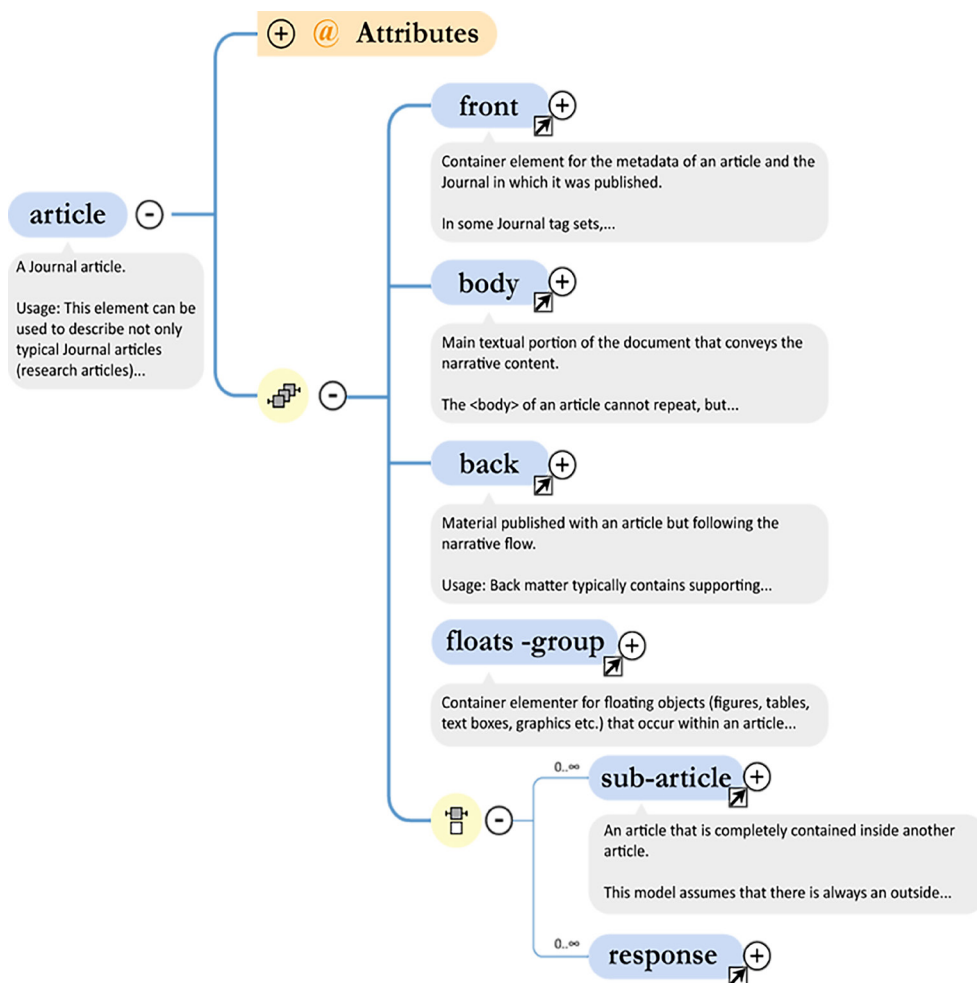 @ Attributes
front
Container element for the metadata of an article and the
Journal in which it was published.
In some Journal tag sets,...
article
A Journal article.
Usage: This element can be
used to describe not only
typical Journal articles
(research articles)...
body
Main textual portion of the document that conveys the
narrative content.
The <body> of an article cannot repeat, but...
back
Material published with an article but following the
narrative flow.
Usage: Back matter typically contains supporting...
floats -group
Container elementer for floating objects (figures, tables,
text boxes, graphics etc.) that occur within an article...
0..∞
sub-article
An article that is completely contained inside another
article.
This model assumes that there is always an outside...
0..∞
response